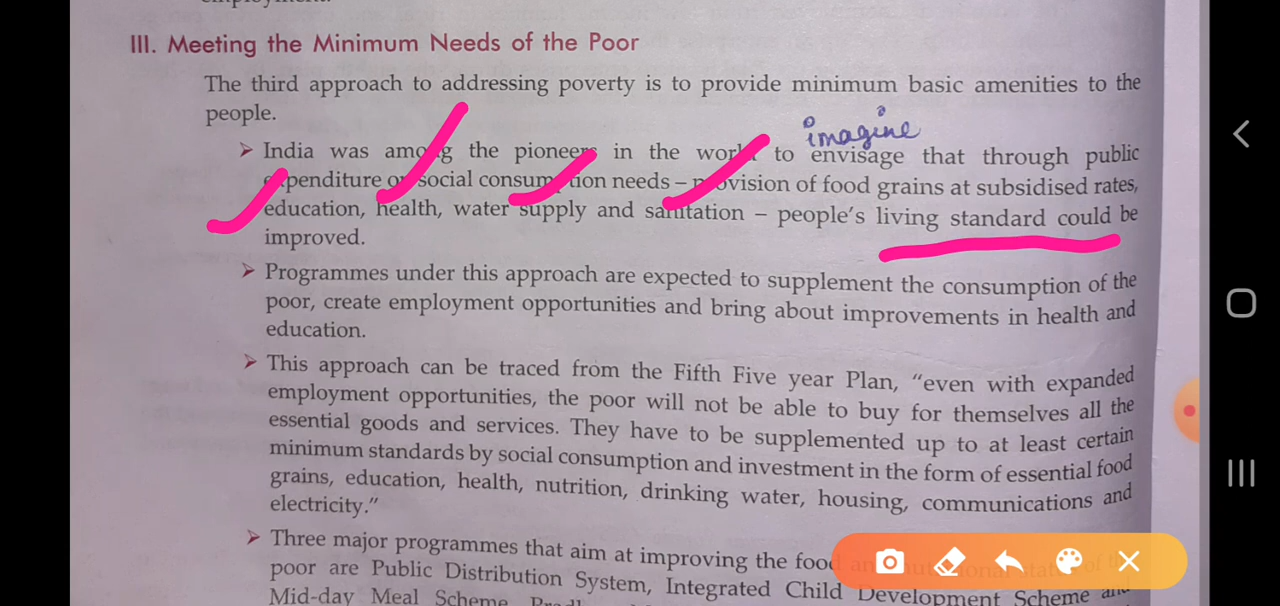 employment.
III. Meeting the Minimum Needs of the Poor
The third approach to addressing poverty is to provide minimum basic amenities to the
people.
imagine
➤ India was among the pioneers in the world to envisage that through public
expenditure on social consumption needs – provision of food grains at subsidised rates,
education, health, water supply and sanitation – people's living standard could be
improved.
➤ Programmes under this approach are expected to supplement the consumption of the
poor, create employment opportunities and bring about improvements in health and
education.
➤ This approach can be traced from the Fifth Five year Plan, "even with expanded
employment opportunities, the poor will not be able to buy for themselves all the
essential goods and services. They have to be supplemented up to at least certain
minimum standards by social consumption and investment in the form of essential food
grains, education, health, nutrition, drinking water, housing, communications and
electricity."
➤ Three major programmes that aim at improving the food and nutritional status of the
poor are Public Distribution System, Integrated Child Development Scheme and
Mid-day Meal Scheme